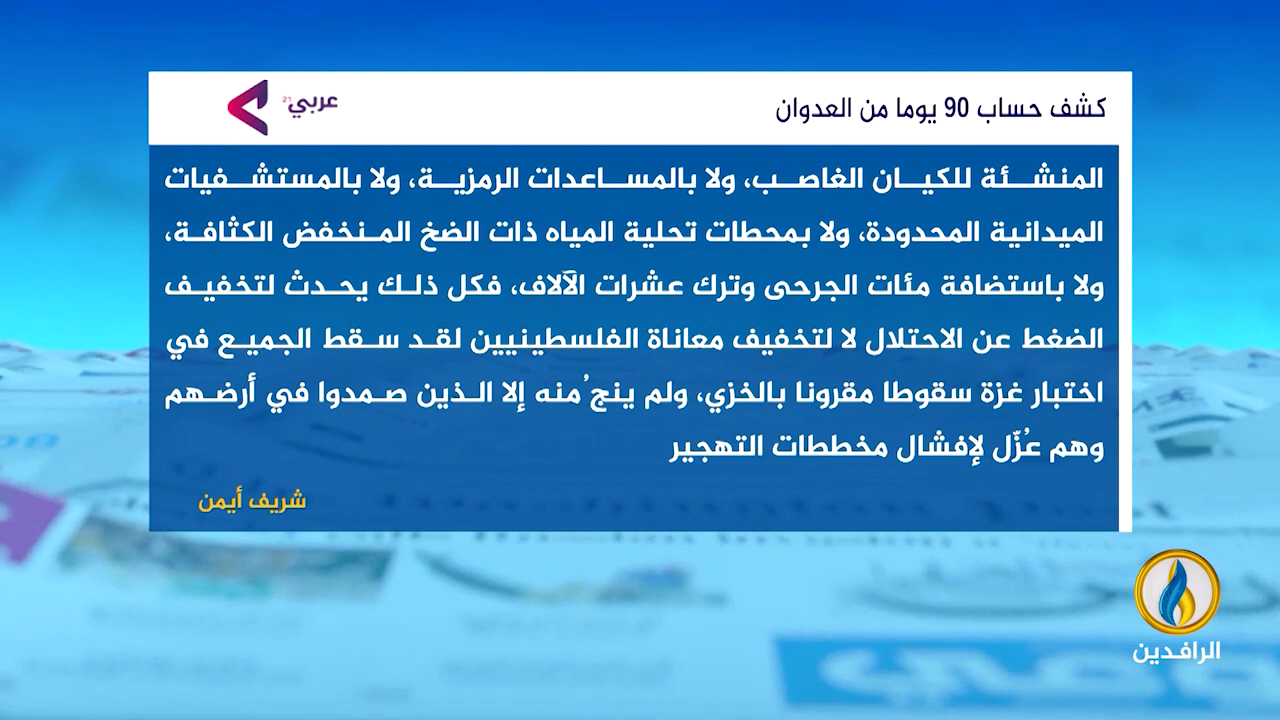 كشف حساب 90 يوما من العدوان
عربي21
المنشئة للكيان الغاصب، ولا بالمساعدات الرمزية، ولا بالمستشفيات
الميدانية المحدودة، ولا بمحطات تحلية المياه ذات الضخ المنخفض الكثافة،
ولا باستضافة مئات الجرحى وترك عشرات الآلاف، فكل ذلك يحدث لتخفيف
الضغط عن الاحتلال لا لتخفيف معاناة الفلسطينيين لقد سقط الجميع في
اختبار غزة سقوطا مقرونا بالخزي، ولم ينجُ منه إلا الذين صمدوا في أرضهم
وهم عُزّل لإفشال مخططات التهجير
شريف أيمن
الرافدين